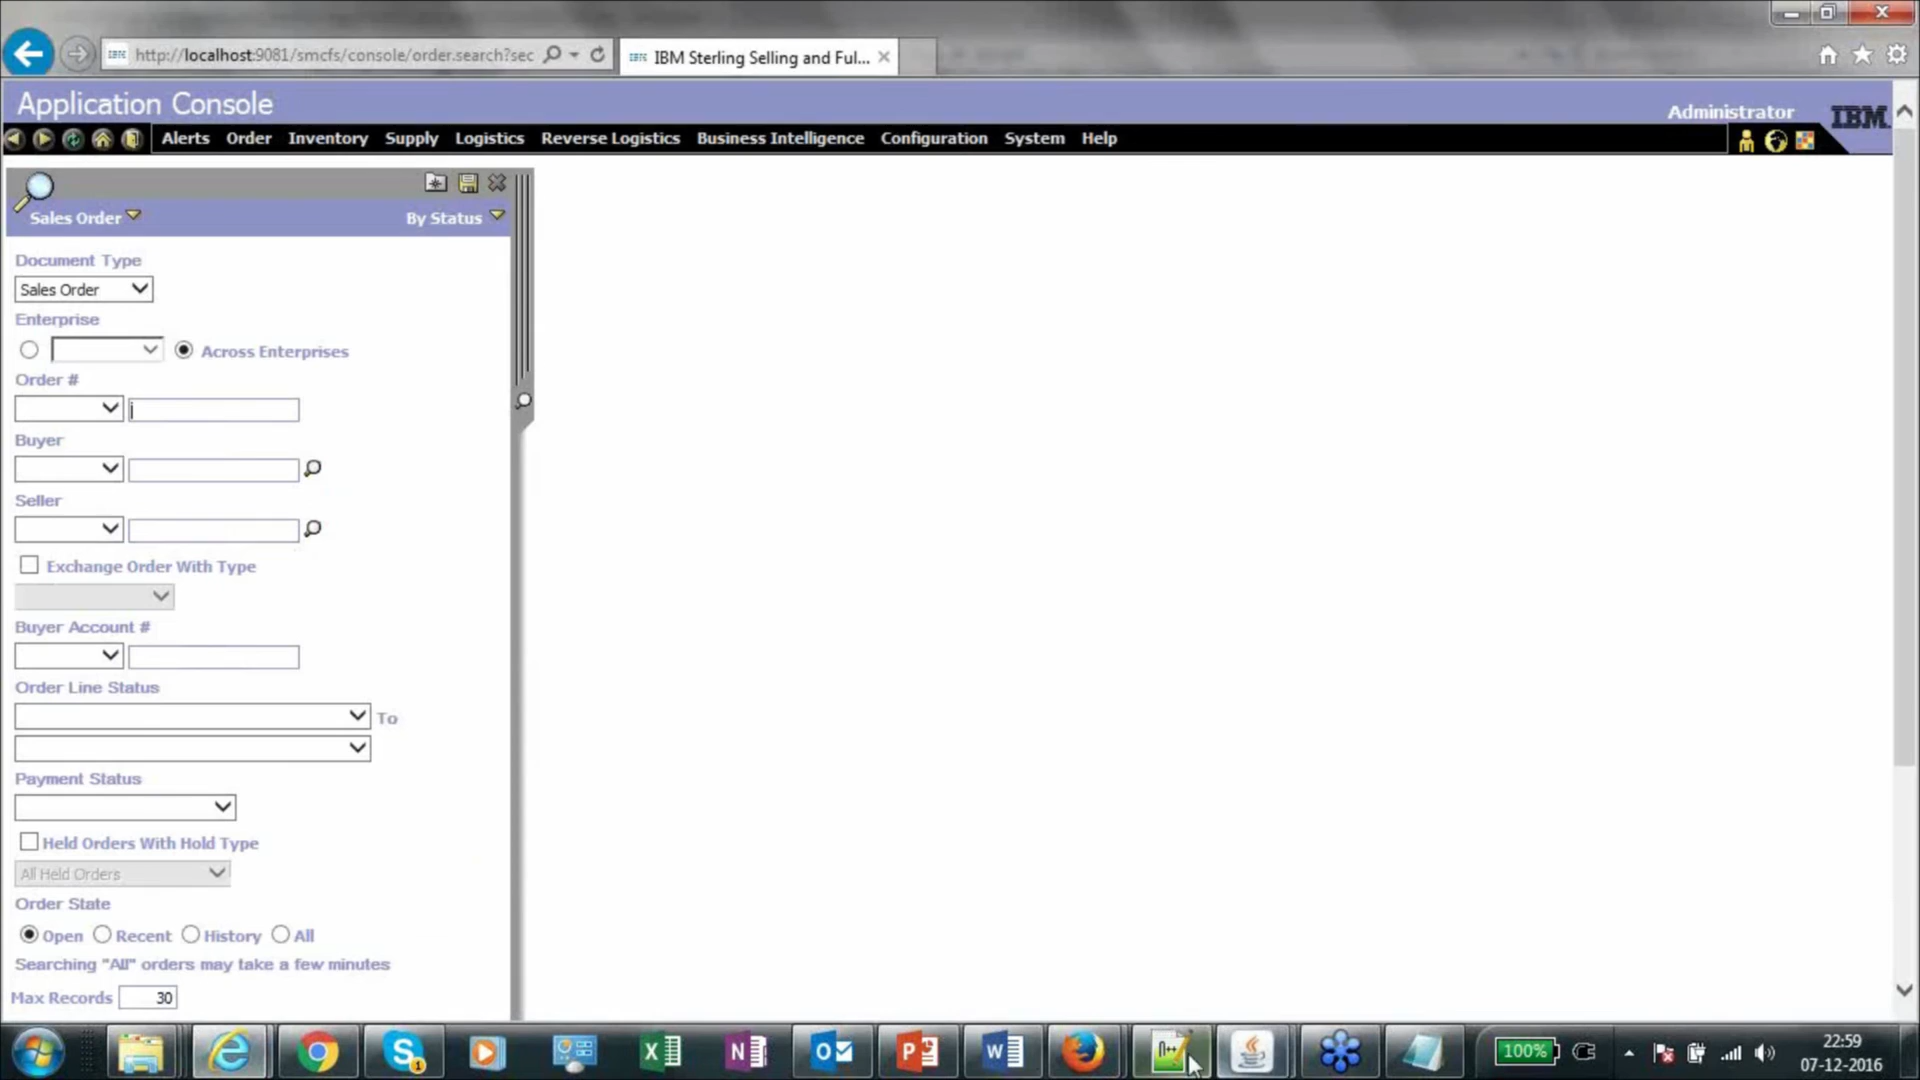 http://localhost:9081/smcfs/console/order.search?sec
IBM Sterling Selling and Ful...
Application Console
Administrator
IBM
Alerts Order Inventory Supply Logistics Reverse Logistics Business Intelligence Configuration System Help
Sales Order By Status
Document Type
Sales Order
Enterprise
Across Enterprises
Order #
Buyer
Seller
Exchange Order With Type
Buyer Account #
Order Line Status
To
Payment Status
Held Orders With Hold Type
All Held Orders
Order State
Open Recent History All
Searching "All" orders may take a few minutes
Max Records 30
100%
22:59
07-12-2016